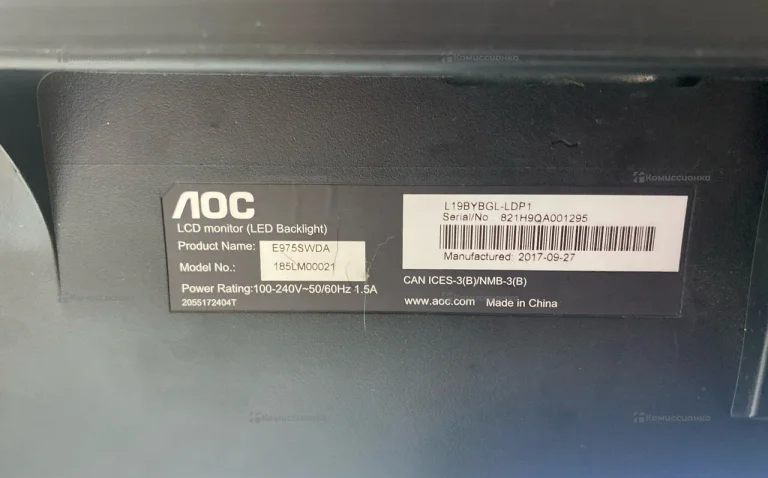 Комиссионка
Комиссионка
Комиссионка
AOC
LCD monitor (LED Backlight)
Product Name: E975SWDA
Model No.: 185LM00021
Power Rating:100-240V~50/60Hz 1.5A
2055172404T
L19BYBGL-LDP1
Serial/No 821H9QA001295
Manufactured: 2017-09-27
CAN ICES-3(B)/NMB-3(B)
www.aoc.com Made in China
Комиссионка
Комиссионка